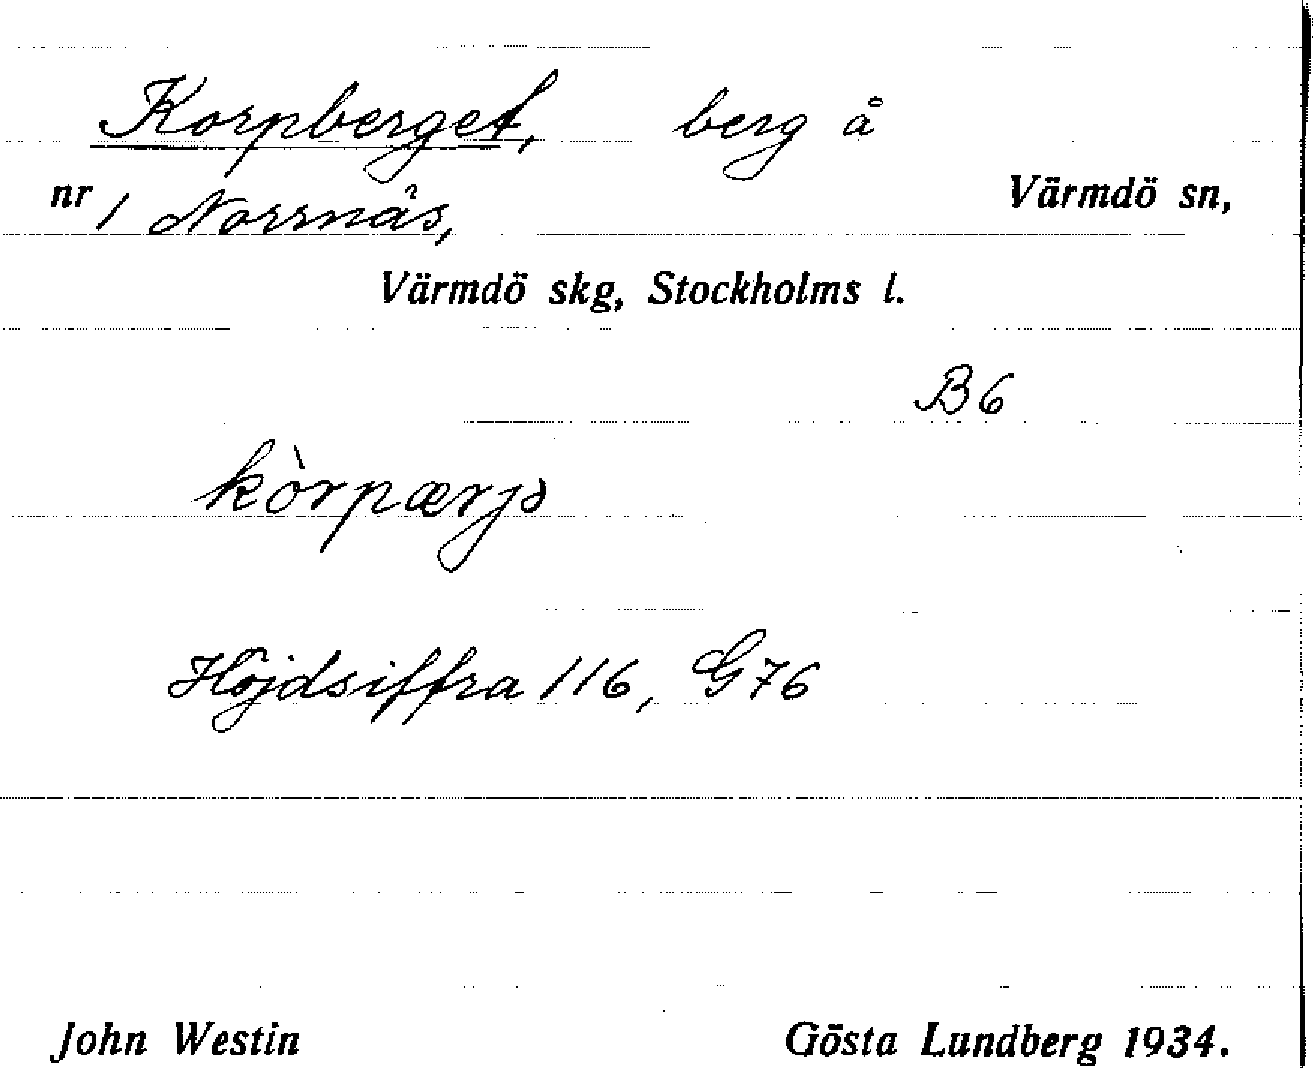 Korpberget, berg å
nr 1 Norrnäs, Värmdö sn,
Värmdö skg, Stockholms l.
B6
kòrpærjə
Höjdsiffra 116, G76
John Westin Gösta Lundberg 1934.